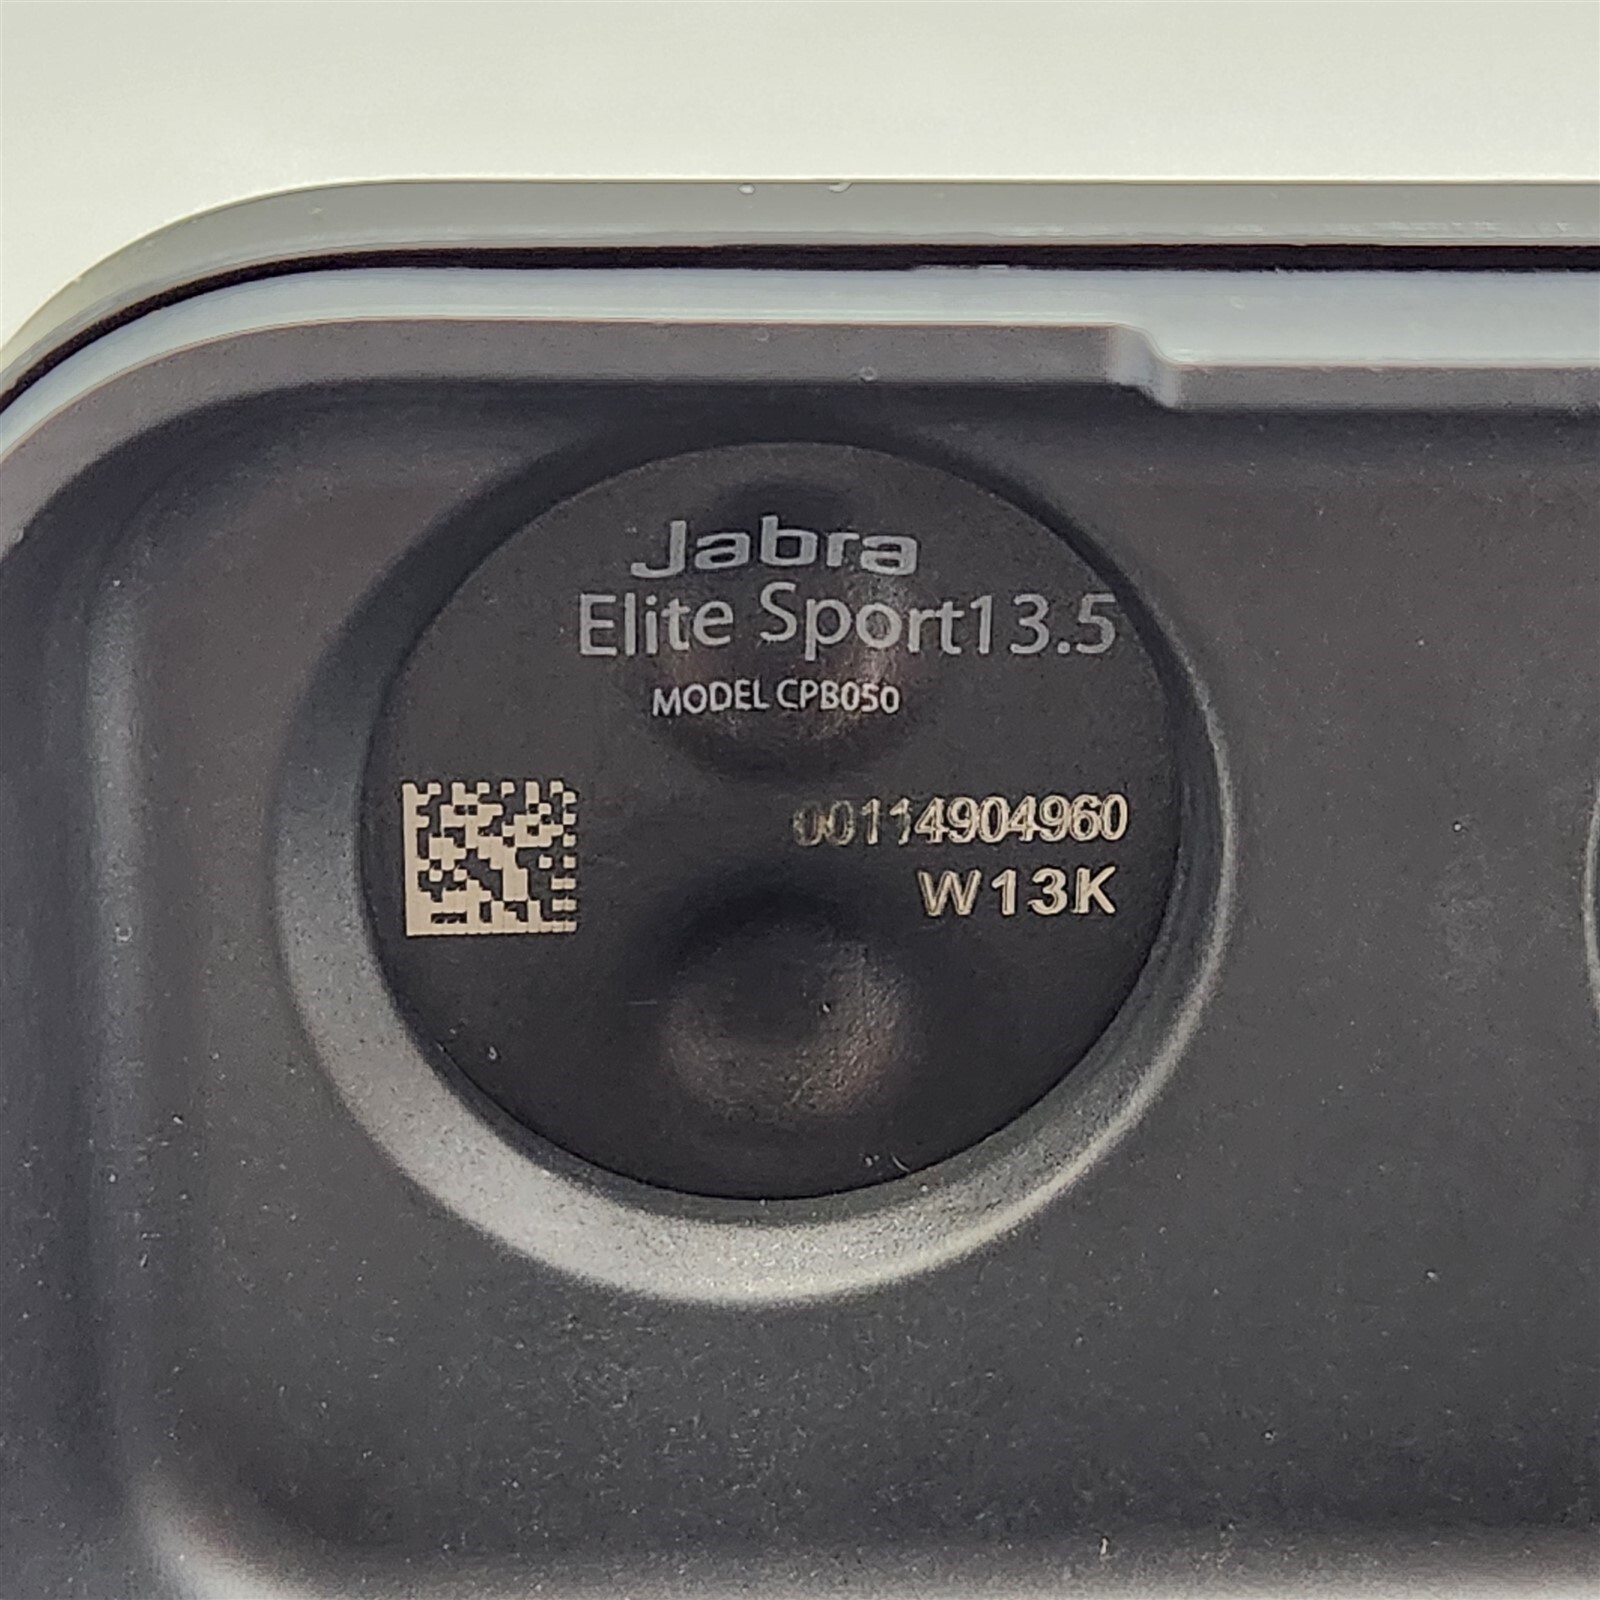 Jabra
Elite Sport13.5
MODEL CPB050
00114904960
W13K